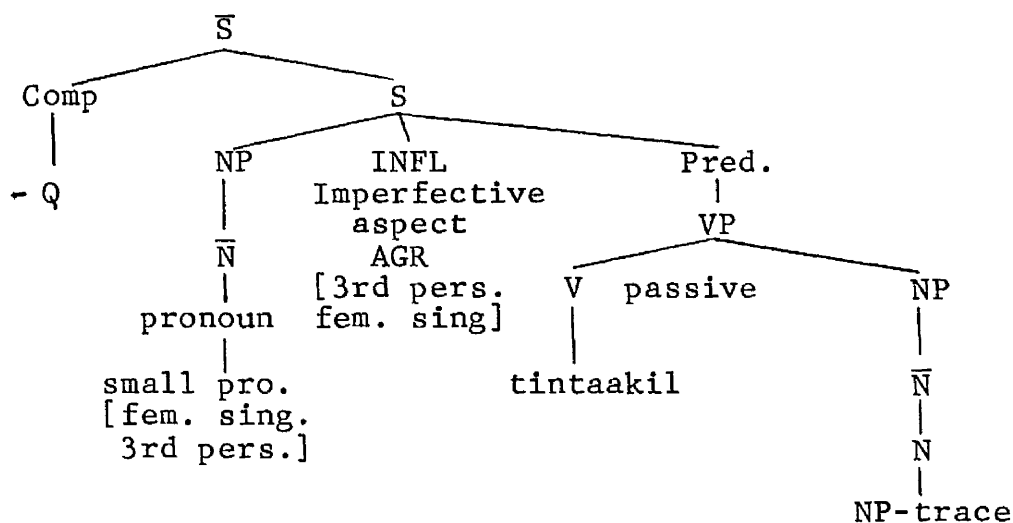 S̅
Comp S
- Q NP INFL Pred.
Imperfective
aspect VP
N̅ AGR
[3rd pers. V passive NP
pronoun fem. sing]
small pro. tintaakil N̅
[fem. sing.
3rd pers.] N
NP-trace